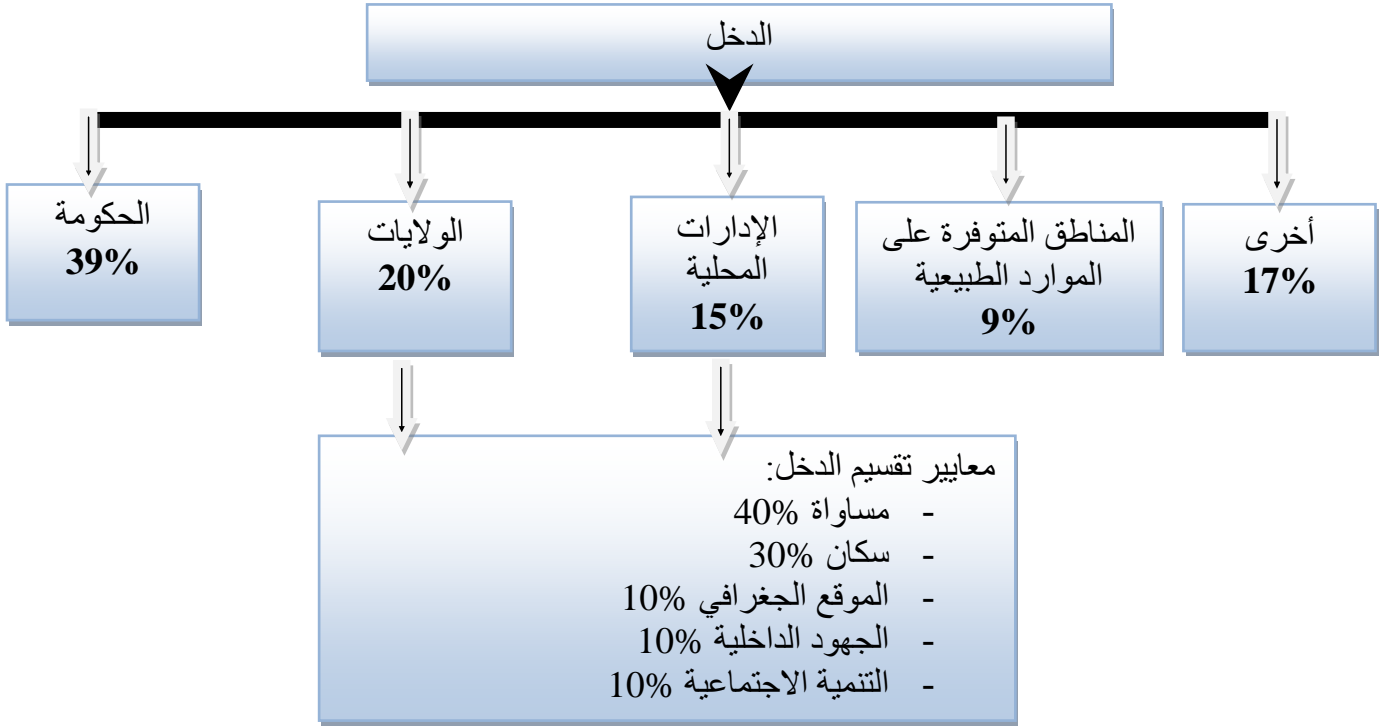 الدخل
الحكومة
39%
الولايات
20%
الإدارات
المحلية
15%
المناطق المتوفرة على
الموارد الطبيعية
9%
أخرى
17%
معايير تقسيم الدخل:
- مساواة 40%
- سكان 30%
- الموقع الجغرافي 10%
- الجهود الداخلية 10%
- التنمية الاجتماعية 10%